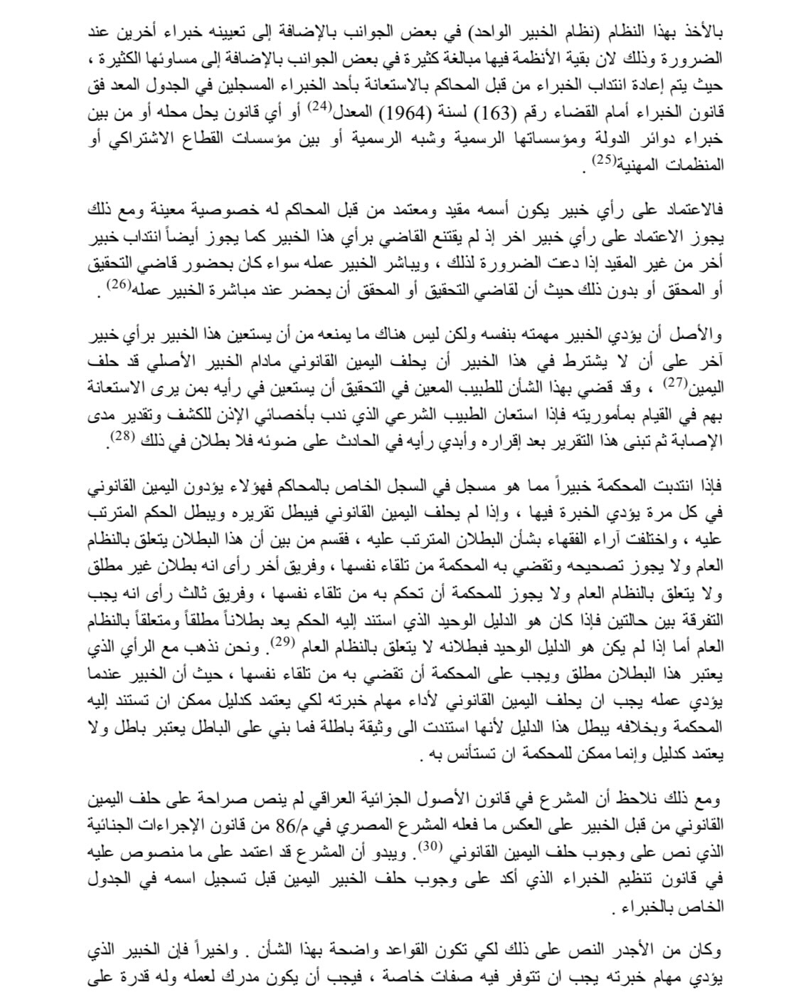 بالأخذ بهذا النظام (نظام الخبير الواحد) في بعض الجوانب بالإضافة إلى تعيينه خبراء أخرين عند
الضرورة وذلك لان بقية الأنظمة فيها مبالغة كثيرة في بعض الجوانب بالإضافة إلى مساوئها الكثيرة ،
حيث يتم إعادة انتداب الخبراء من قبل المحاكم بالاستعانة بأحد الخبراء المسجلين في الجدول المعد فق
قانون الخبراء أمام القضاء رقم (163) لسنة (1964) المعدل(24) أو أي قانون يحل محله أو من بين
خبراء دوائر الدولة ومؤسساتها الرسمية وشبه الرسمية أو بين مؤسسات القطاع الاشتراكي أو
المنظمات المهنية(25) .
فالاعتماد على رأي خبير يكون أسمه مقيد ومعتمد من قبل المحاكم له خصوصية معينة ومع ذلك
يجوز الاعتماد على رأي خبير اخر إذ لم يقتنع القاضي برأي هذا الخبير كما يجوز أيضاً انتداب خبير
أخر من غير المقيد إذا دعت الضرورة لذلك ، ويباشر الخبير عمله سواء كان بحضور قاضي التحقيق
أو المحقق أو بدون ذلك حيث أن لقاضي التحقيق أو المحقق أن يحضر عند مباشرة الخبير عمله(26) .
والأصل أن يؤدي الخبير مهمته بنفسه ولكن ليس هناك ما يمنعه من أن يستعين هذا الخبير برأي خبير
آخر على أن لا يشترط في هذا الخبير أن يحلف اليمين القانوني مادام الخبير الأصلي قد حلف
اليمين(27) ، وقد قضي بهذا الشأن للطبيب المعين في التحقيق أن يستعين في رأيه بمن يرى الاستعانة
بهم في القيام بمأموريته فإذا استعان الطبيب الشرعي الذي ندب بأخصائي الإذن للكشف وتقدير مدى
الإصابة ثم تبنى هذا التقرير بعد إقراره وأبدي رأيه في الحادث على ضوئه فلا بطلان في ذلك (28).
فإذا انتدبت المحكمة خبيراً مما هو مسجل في السجل الخاص بالمحاكم فهؤلاء يؤدون اليمين القانوني
في كل مرة يؤدي الخبرة فيها ، وإذا لم يحلف اليمين القانوني فيبطل تقريره ويبطل الحكم المترتب
عليه ، واختلفت آراء الفقهاء بشأن البطلان المترتب عليه ، فقسم من بين أن هذا البطلان يتعلق بالنظام
العام ولا يجوز تصحيحه وتقضي به المحكمة من تلقاء نفسها ، وفريق أخر رأى انه بطلان غير مطلق
ولا يتعلق بالنظام العام ولا يجوز للمحكمة أن تحكم به من تلقاء نفسها ، وفريق ثالث رأى انه يجب
التفرقة بين حالتين فإذا كان هو الدليل الوحيد الذي استند إليه الحكم يعد بطلاناً مطلقاً ومتعلقاً بالنظام
العام أما إذا لم يكن هو الدليل الوحيد فبطلانه لا يتعلق بالنظام العام (29). ونحن نذهب مع الرأي الذي
يعتبر هذا البطلان مطلق ويجب على المحكمة أن تقضي به من تلقاء نفسها ، حيث أن الخبير عندما
يؤدي عمله يجب ان يحلف اليمين القانوني لأداء مهام خبرته لكي يعتمد كدليل ممكن ان تستند إليه
المحكمة وبخلافه يبطل هذا الدليل لأنها استندت الى وثيقة باطلة فما بني على الباطل يعتبر باطل ولا
يعتمد كدليل وإنما ممكن للمحكمة ان تستأنس به .
ومع ذلك نلاحظ أن المشرع في قانون الأصول الجزائية العراقي لم ينص صراحة على حلف اليمين
القانوني من قبل الخبير على العكس ما فعله المشرع المصري في م/86 من قانون الإجراءات الجنائية
الذي نص على وجوب حلف اليمين القانوني (30). ويبدو أن المشرع قد اعتمد على ما منصوص عليه
في قانون تنظيم الخبراء الذي أكد على وجوب حلف الخبير اليمين قبل تسجيل اسمه في الجدول
الخاص بالخبراء .
وكان من الأجدر النص على ذلك لكي تكون القواعد واضحة بهذا الشأن . واخيراً فإن الخبير الذي
يؤدي مهام خبرته يجب ان تتوفر فيه صفات خاصة ، فيجب أن يكون مدرك لعمله وله قدرة على